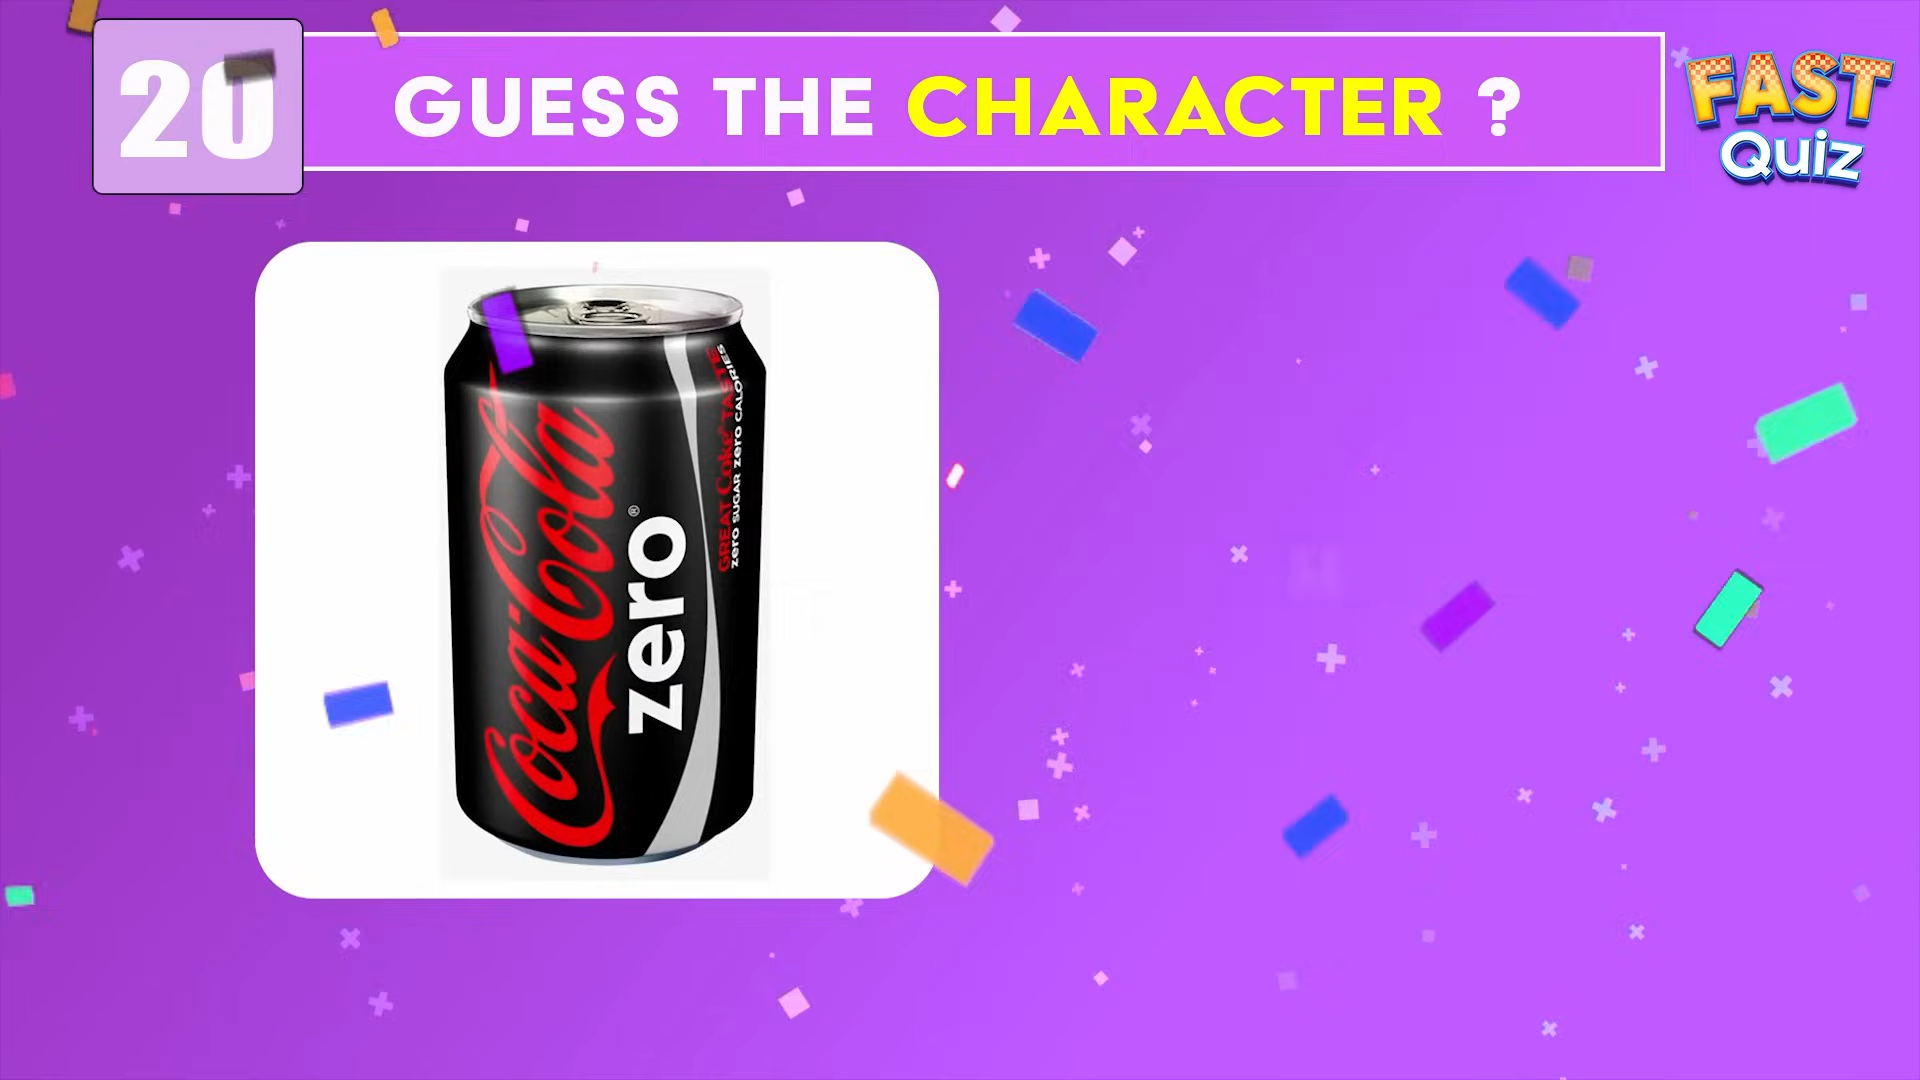 20
GUESS THE CHARACTER ?
FAST
Quiz
Coca-Cola
zero®
GREAT Coke TASTE
zero SUGAR zero CALORIES